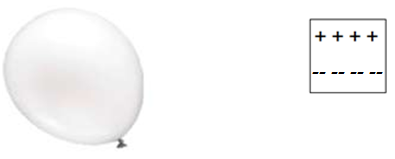 + + + +
-- -- -- --